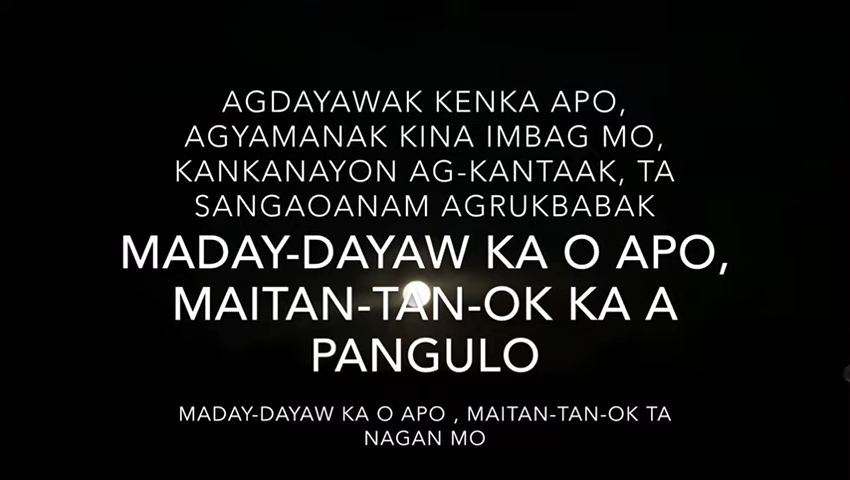 AGDAYAWAK KENKA APO,
AGYAMANAK KINA IMBAG MO,
KANKANAYON AG-KANTAAK, TA
SANGAOANAM AGRUKBABAK
MADAY-DAYAW KA O APO,
MAITAN-TAN-OK KA A
PANGULO
MADAY-DAYAW KA O APO , MAITAN-TAN-OK TA
NAGAN MO